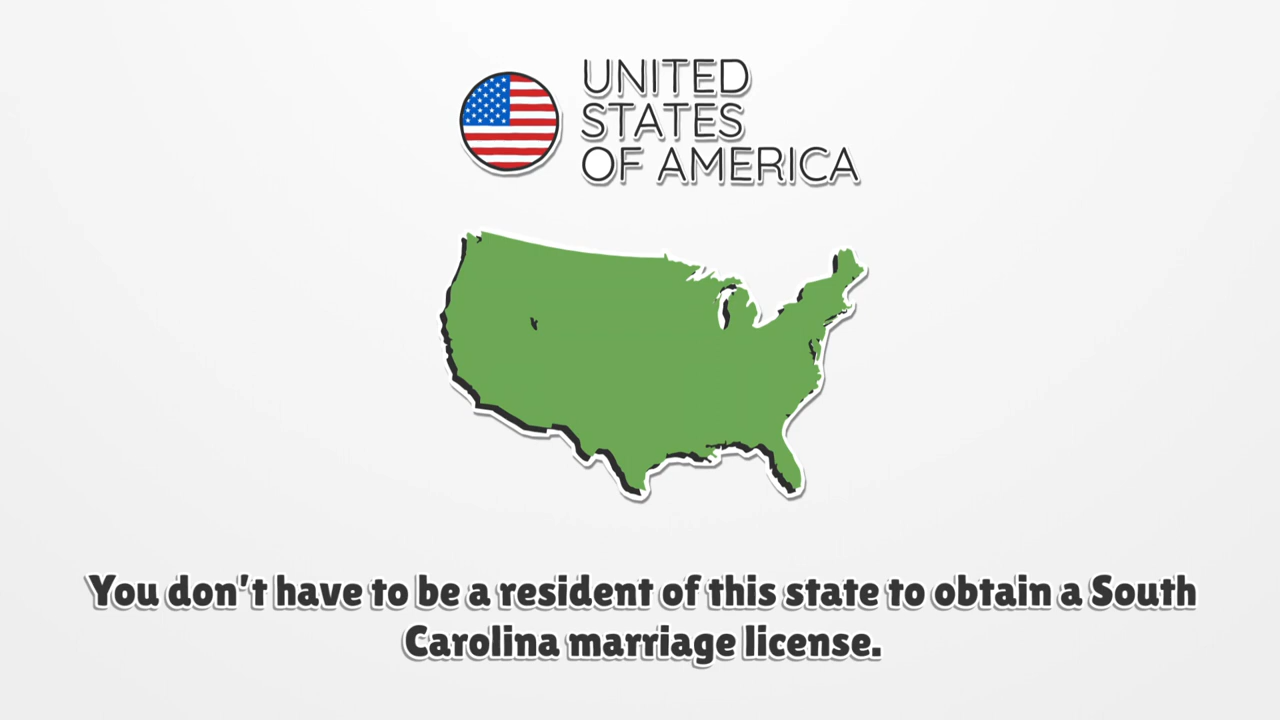 UNITED
STATES
OF AMERICA
You don't have to be a resident of this state to obtain a South
Carolina marriage license.